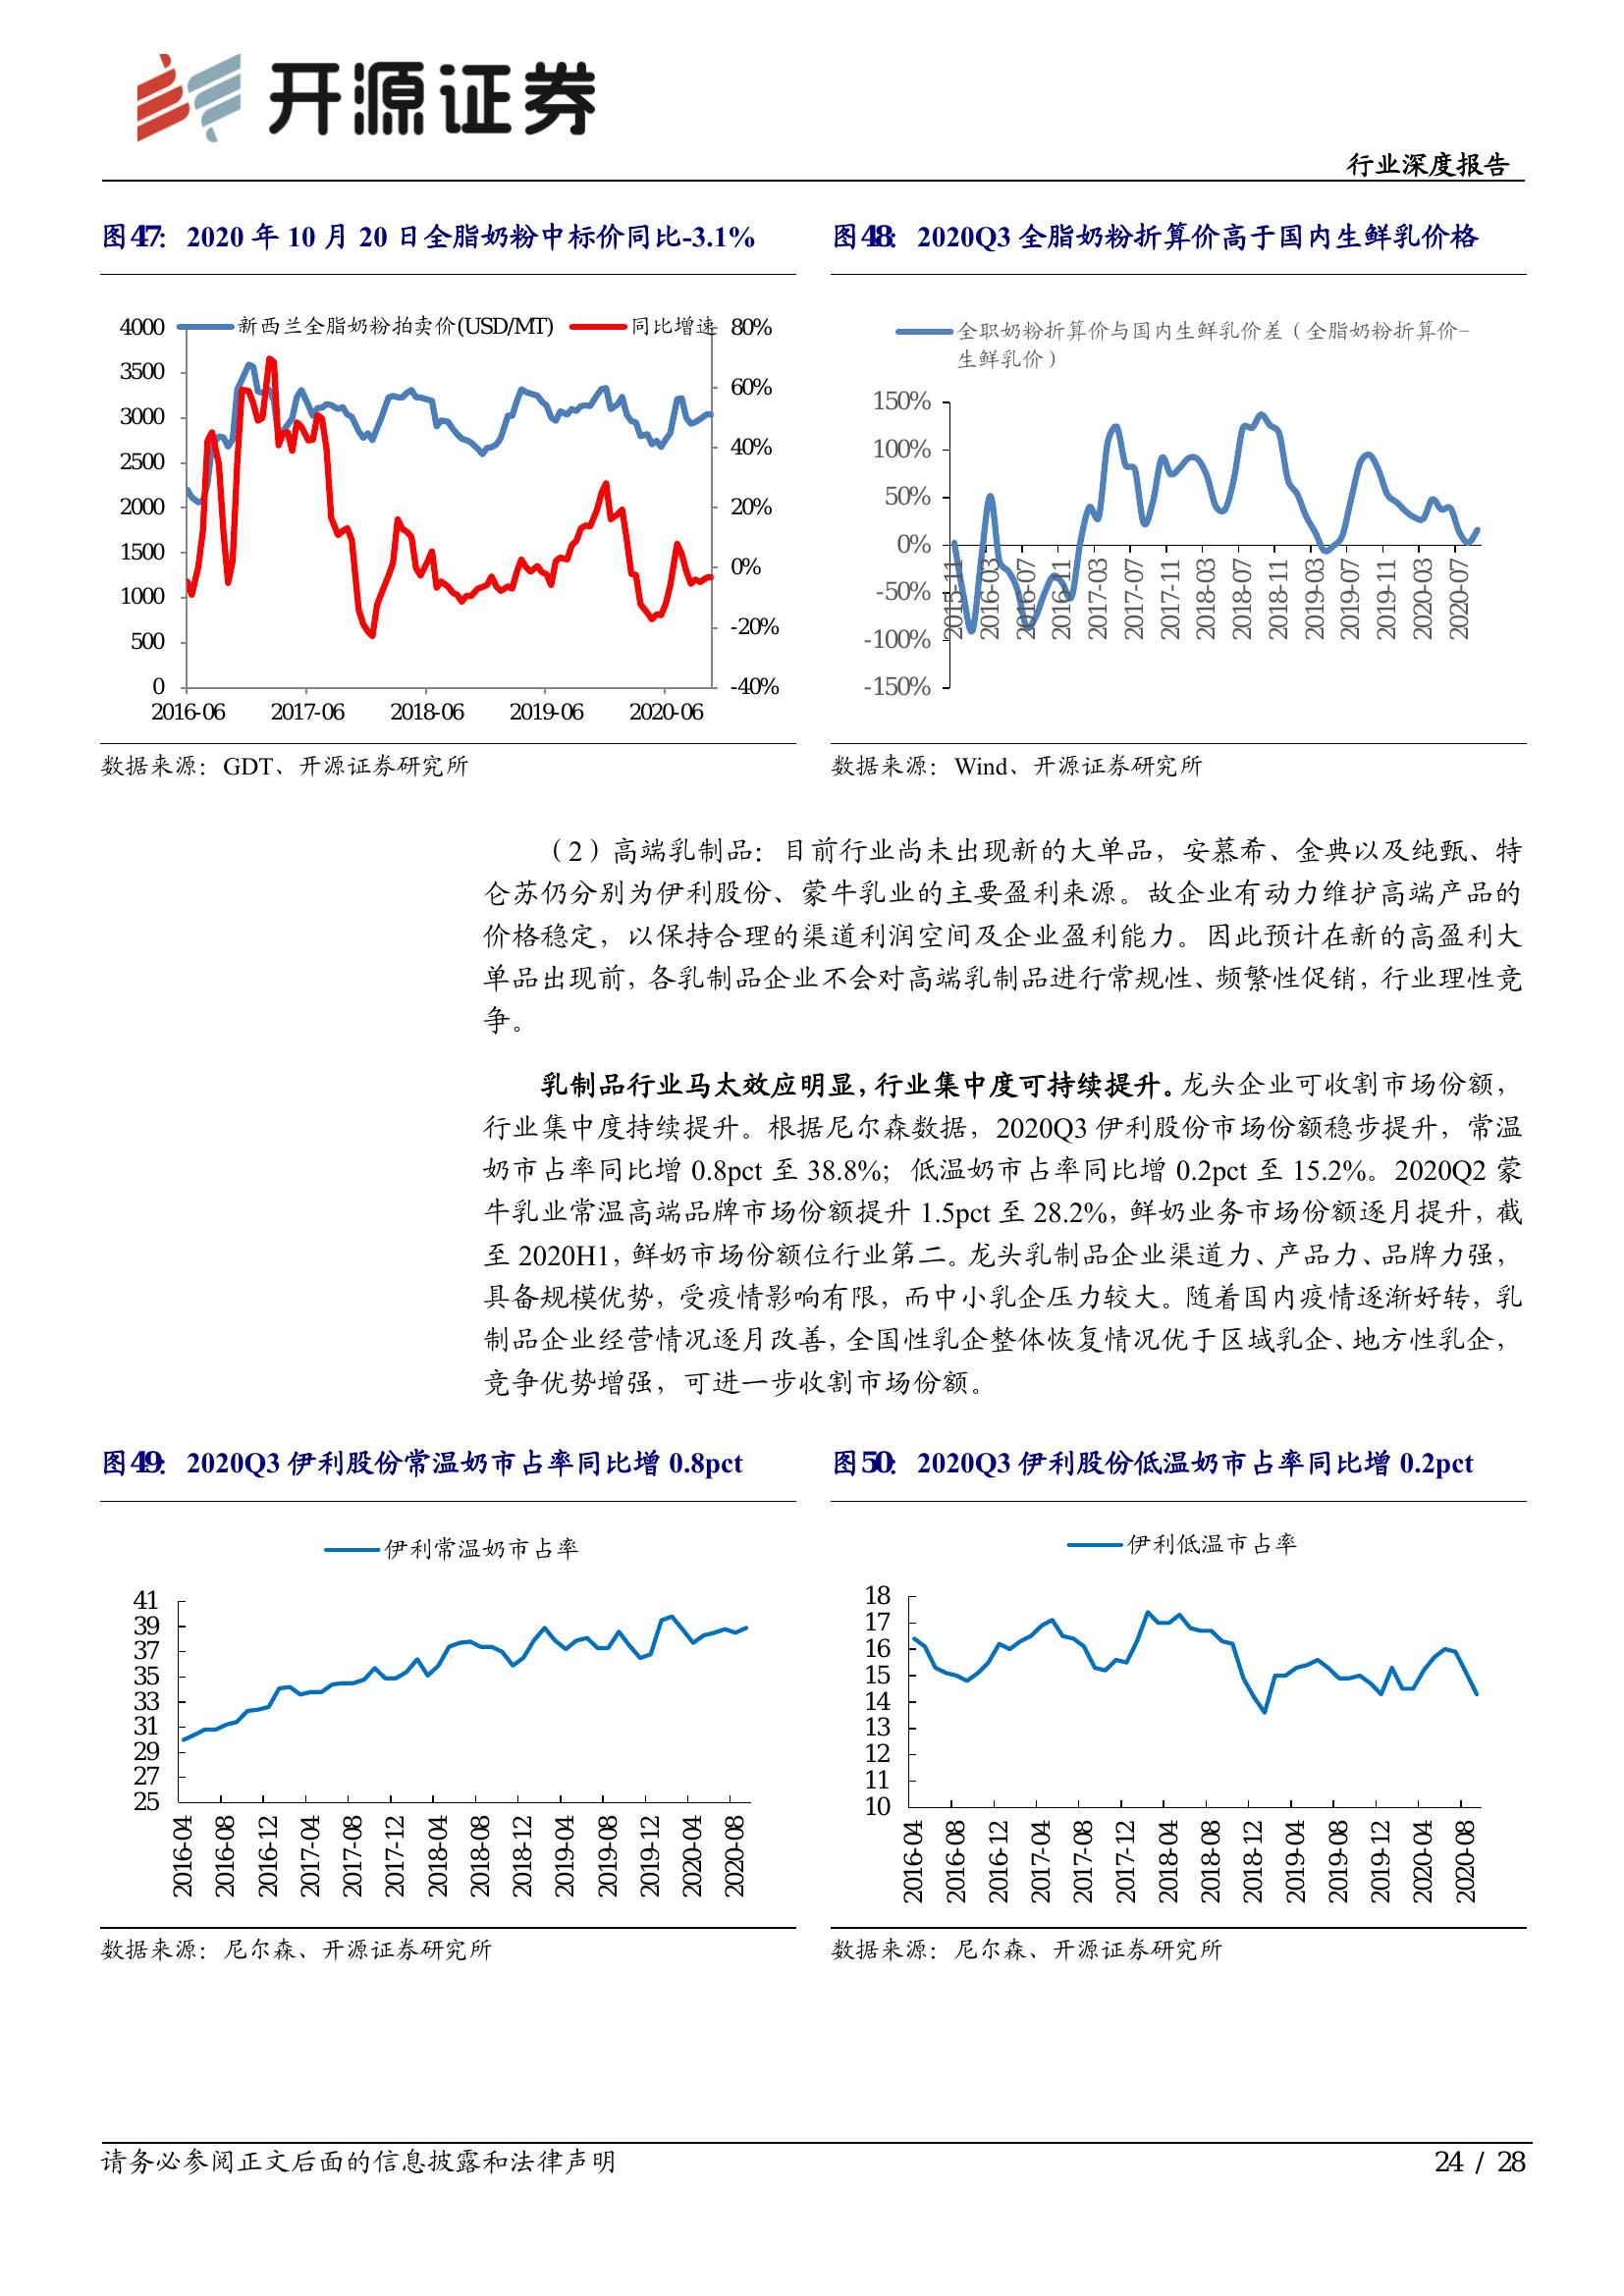 开源证券
行业深度报告
图47： 2020 年 10 月 20 日全脂奶粉中标价同比-3.1%
新西兰全脂奶粉拍卖价(USD/MT) 同比增速
4000
3500
3000
2500
2000
1500
1000
500
0
80%
60%
40%
20%
0%
-20%
-40%
2016-06 2017-06 2018-06 2019-06 2020-06
数据来源：GDT、开源证券研究所
图48： 2020Q3 全脂奶粉折算价高于国内生鲜乳价格
全职奶粉折算价与国内生鲜乳价差（全脂奶粉折算价-
生鲜乳价）
150%
100%
50%
0%
-50%
-100%
-150%
2015-11 2016-03 2016-07 2016-11 2017-03 2017-07 2017-11 2018-03 2018-07 2018-11 2019-03 2019-07 2019-11 2020-03 2020-07
数据来源：Wind、开源证券研究所
（2）高端乳制品：目前行业尚未出现新的大单品，安慕希、金典以及纯甄、特
仑苏仍分别为伊利股份、蒙牛乳业的主要盈利来源。故企业有动力维护高端产品的
价格稳定，以保持合理的渠道利润空间及企业盈利能力。因此预计在新的高盈利大
单品出现前，各乳制品企业不会对高端乳制品进行常规性、频繁性促销，行业理性竞
争。
乳制品行业马太效应明显，行业集中度可持续提升。龙头企业可收割市场份额，
行业集中度持续提升。根据尼尔森数据，2020Q3 伊利股份市场份额稳步提升，常温
奶市占率同比增 0.8pct 至 38.8%；低温奶市占率同比增 0.2pct 至 15.2%。2020Q2 蒙
牛乳业常温高端品牌市场份额提升 1.5pct 至 28.2%，鲜奶业务市场份额逐月提升，截
至 2020H1，鲜奶市场份额位行业第二。龙头乳制品企业渠道力、产品力、品牌力强，
具备规模优势，受疫情影响有限，而中小乳企压力较大。随着国内疫情逐渐好转，乳
制品企业经营情况逐月改善，全国性乳企整体恢复情况优于区域乳企、地方性乳企，
竞争优势增强，可进一步收割市场份额。
图49： 2020Q3 伊利股份常温奶市占率同比增 0.8pct
伊利常温奶市占率
41
39
37
35
33
31
29
27
25
2016-04 2016-08 2016-12 2017-04 2017-08 2017-12 2018-04 2018-08 2018-12 2019-04 2019-08 2019-12 2020-04 2020-08
数据来源：尼尔森、开源证券研究所
图50： 2020Q3 伊利股份低温奶市占率同比增 0.2pct
伊利低温市占率
18
17
16
15
14
13
12
11
10
2016-04 2016-08 2016-12 2017-04 2017-08 2017-12 2018-04 2018-08 2018-12 2019-04 2019-08 2019-12 2020-04 2020-08
数据来源：尼尔森、开源证券研究所
请务必参阅正文后面的信息披露和法律声明
24 / 28